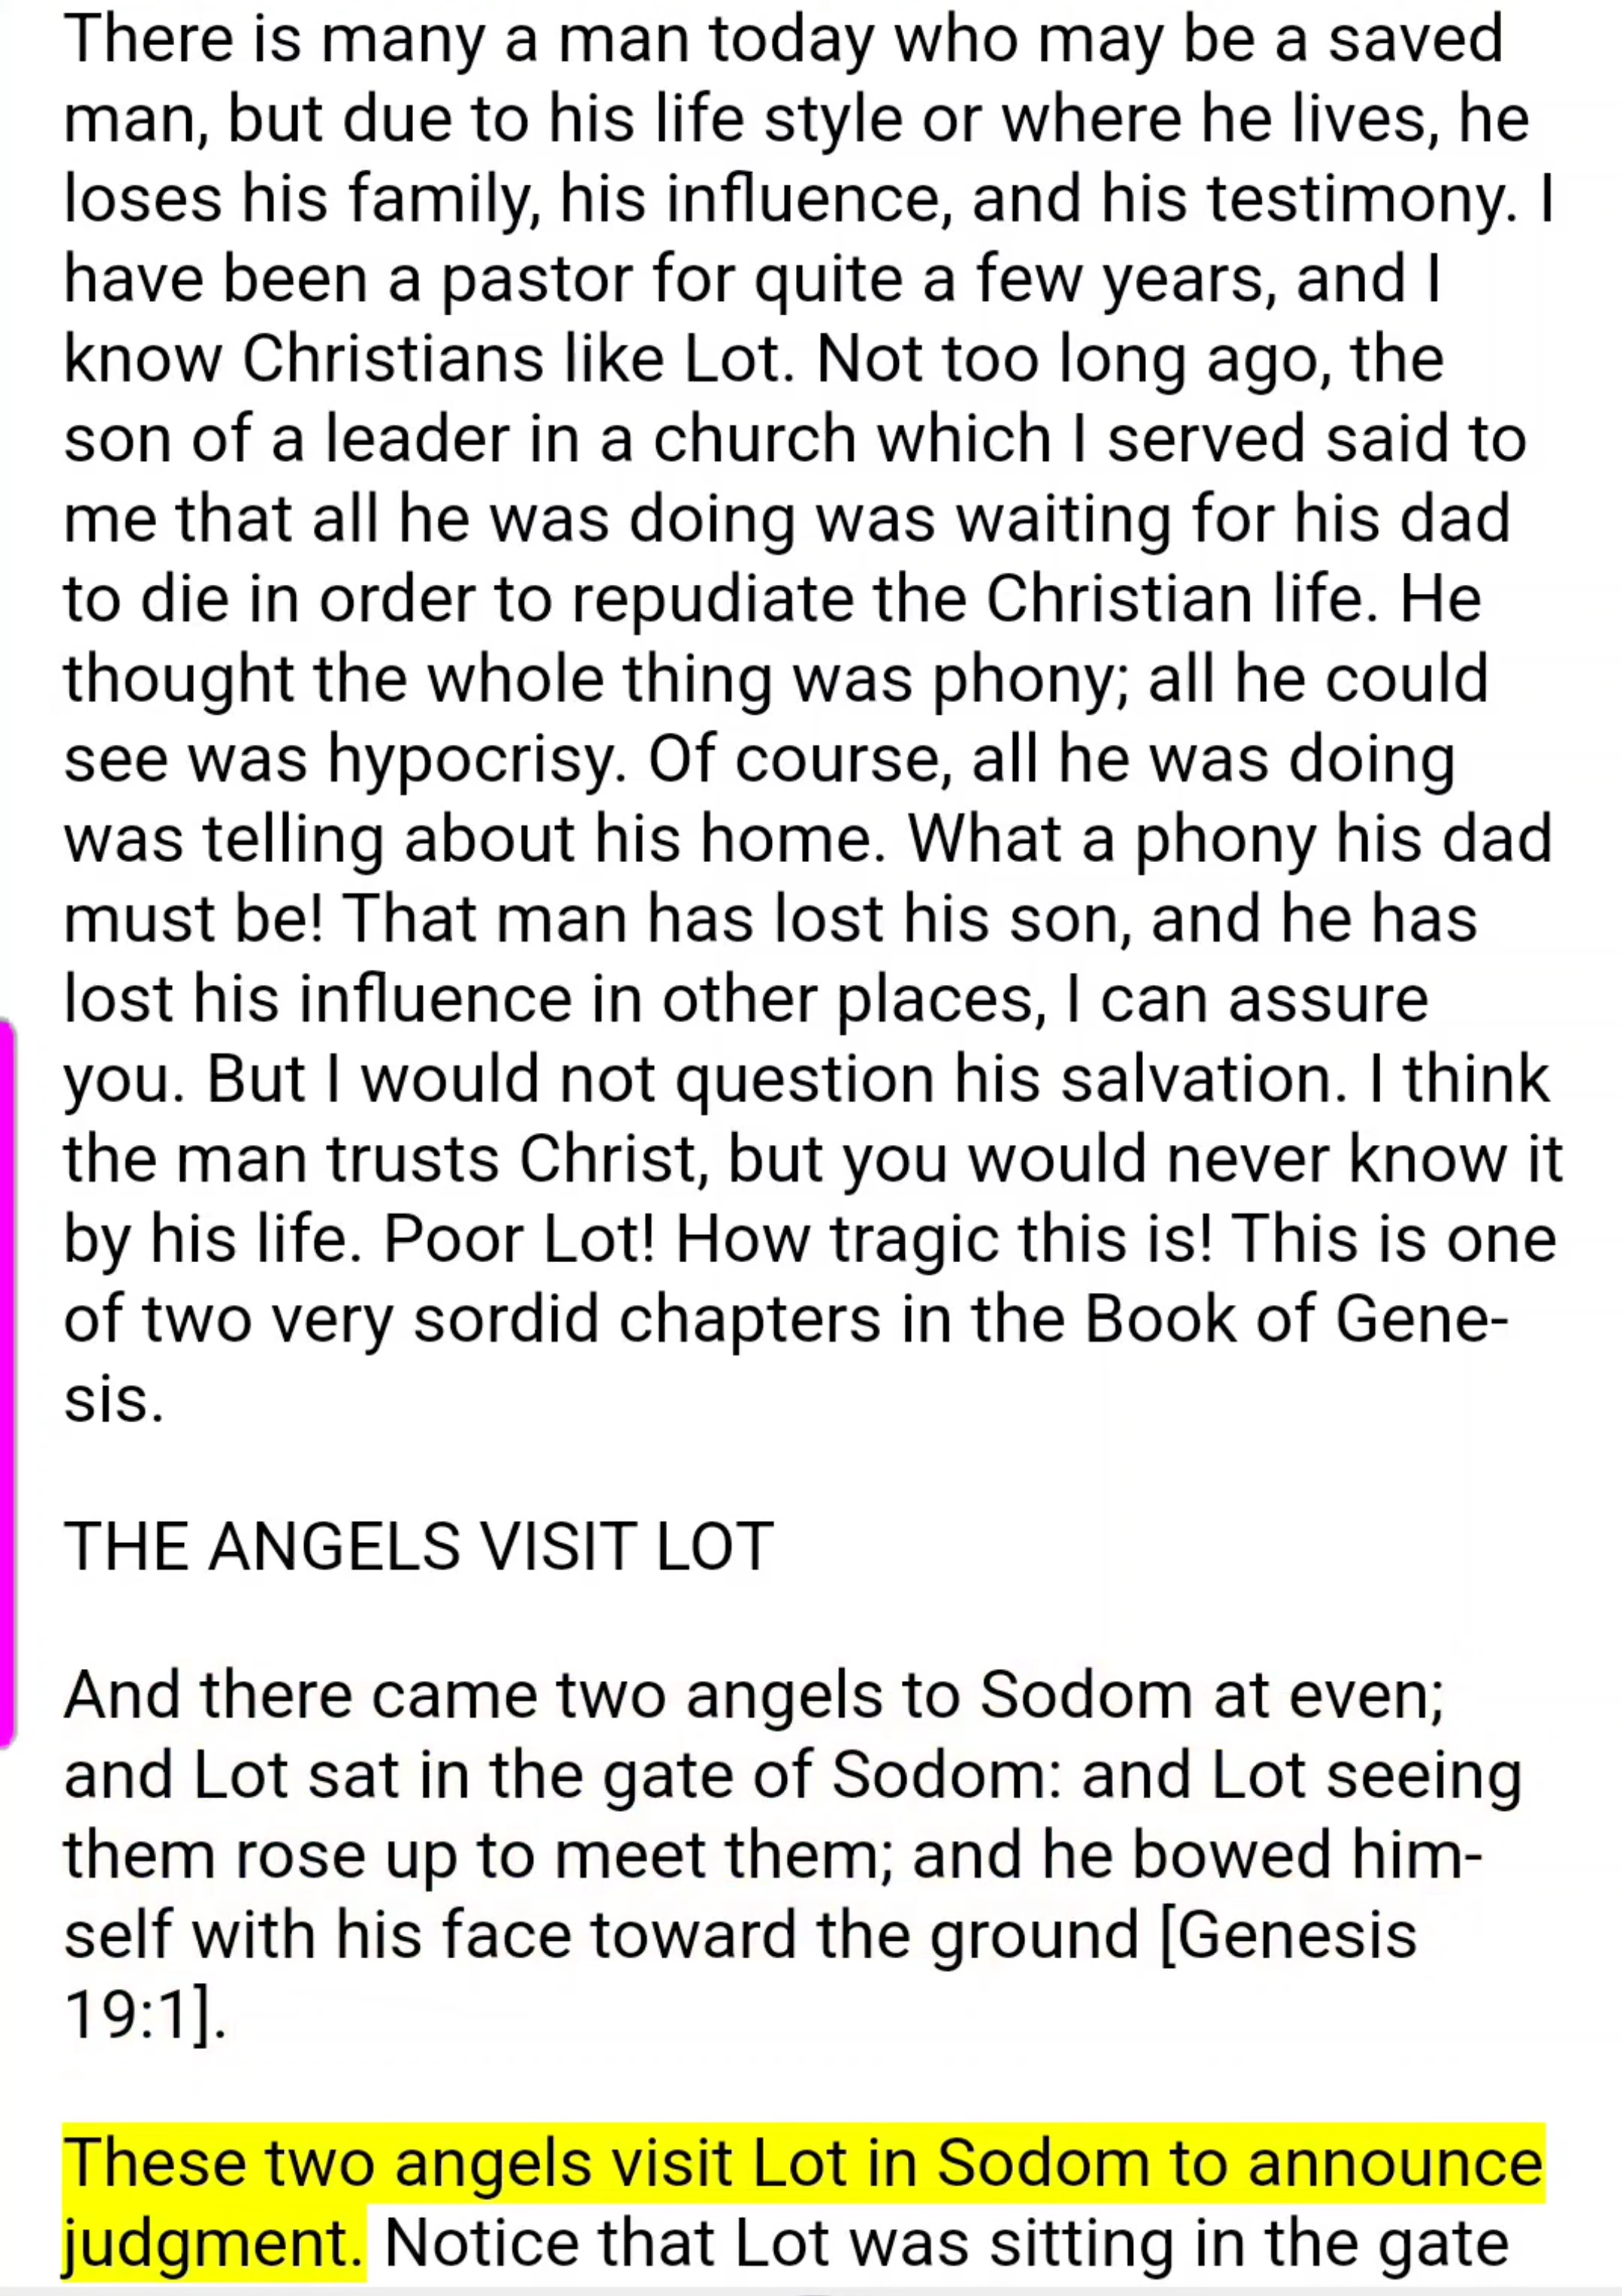 There is many a man today who may be a saved
man, but due to his life style or where he lives, he
loses his family, his influence, and his testimony. I
have been a pastor for quite a few years, and I
know Christians like Lot. Not too long ago, the
son of a leader in a church which I served said to
me that all he was doing was waiting for his dad
to die in order to repudiate the Christian life. He
thought the whole thing was phony; all he could
see was hypocrisy. Of course, all he was doing
was telling about his home. What a phony his dad
must be! That man has lost his son, and he has
lost his influence in other places, I can assure
you. But I would not question his salvation. I think
the man trusts Christ, but you would never know it
by his life. Poor Lot! How tragic this is! This is one
of two very sordid chapters in the Book of Gene-
sis.
THE ANGELS VISIT LOT
And there came two angels to Sodom at even;
and Lot sat in the gate of Sodom: and Lot seeing
them rose up to meet them; and he bowed him-
self with his face toward the ground [Genesis
19:1].
These two angels visit Lot in Sodom to announce
judgment. Notice that Lot was sitting in the gate